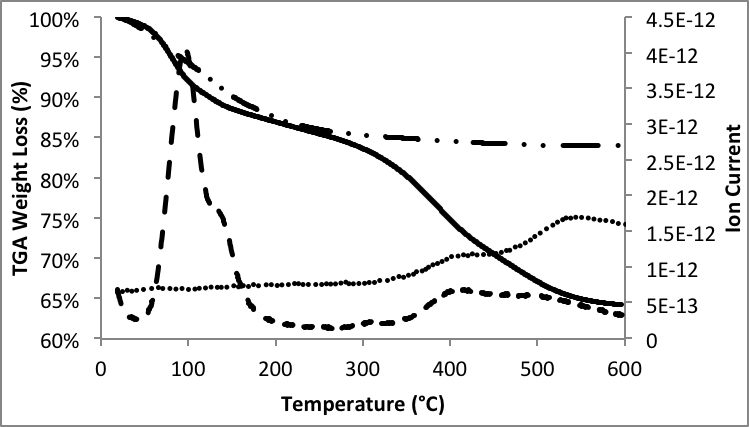 100%
95%
90%
85%
80%
75%
70%
65%
60%
TGA Weight Loss (%)
4.5E-12
4E-12
3.5E-12
3E-12
2.5E-12
2E-12
1.5E-12
1E-12
5E-13
0
Ion Current
0 100 200 300 400 500 600
Temperature (°C)